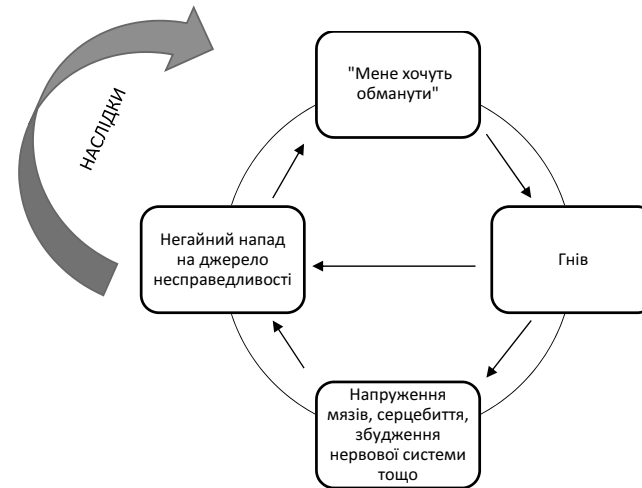 "Мене хочуть
обманути"
НАСЛІДКИ
Негайний напад
на джерело
несправедливості
Гнів
Напруження
мязів, серцебиття,
збудження
нервової системи
тощо